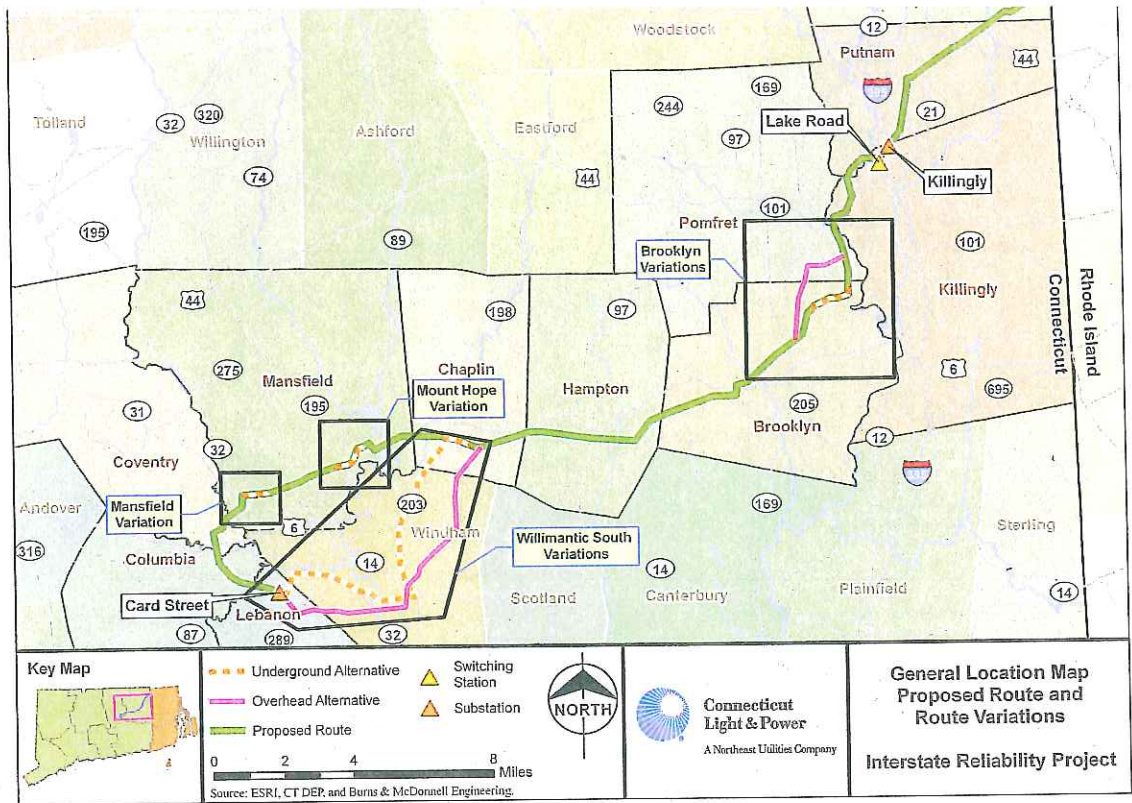 Woodstock
12
Putnam
44
169
244
21
Tolland
320
32
Willington
Ashford
Eastford
Lake Road
97
74
44
Killingly
195
Pomfret
101
89
101
Brooklyn
Variations
Connecticut
Rhode Island
44
198
97
Killingly
275
Mansfield
Chaplin
Hampton
6
195
Mount Hope
Variation
695
31
205
Brooklyn
32
12
Coventry
Mansfield
Variation
Andover
203
169
6
Windham
Willimantic South
Variations
Sterling
316
Columbia
14
14
Plainfield
Card Street
Scotland
Canterbury
14
Lebanon
87
289
32
Key Map
Underground Alternative
Overhead Alternative
Proposed Route
Switching
Station
Substation
0 4 8
Miles
Source: ESRI, CT DEP, and Burns & McDonnell Engineering.
NORTH
Connecticut
Light & Power
A Northeast Utilities Company
General Location Map
Proposed Route and
Route Variations
Interstate Reliability Project